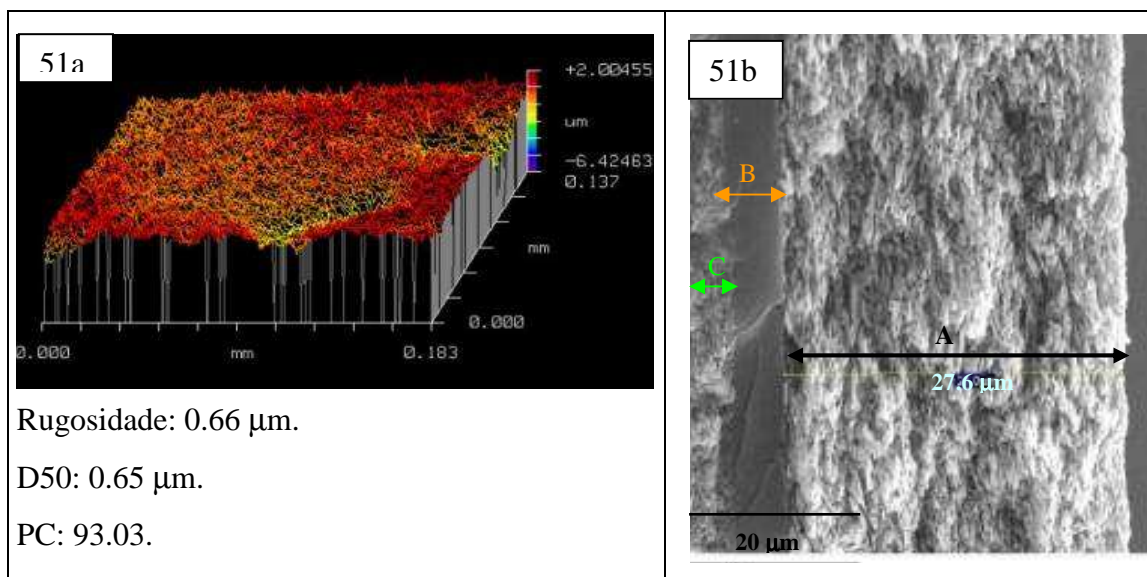 51a
+2.00455
um
-6.42463
0.137
mm
0.000
0.000
mm
0.183
Rugosidade: 0.66 μm.
D50: 0.65 μm.
PC: 93.03.
51b
B
C
A
27.6 μm
20 μm